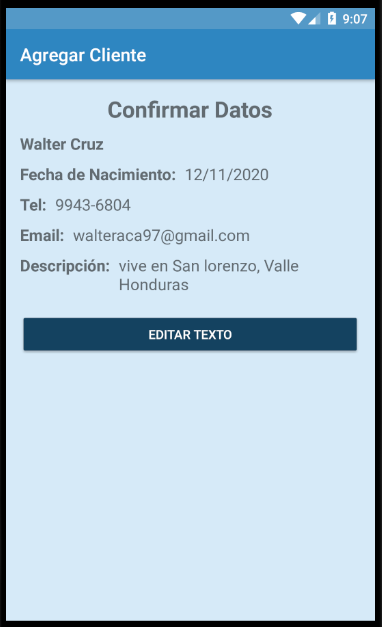 9:07
Agregar Cliente
Confirmar Datos
Walter Cruz
Fecha de Nacimiento: 12/11/2020
Tel: 9943-6804
Email: walteraca97@gmail.com
Descripción: vive en San lorenzo, Valle
Honduras
EDITAR TEXTO